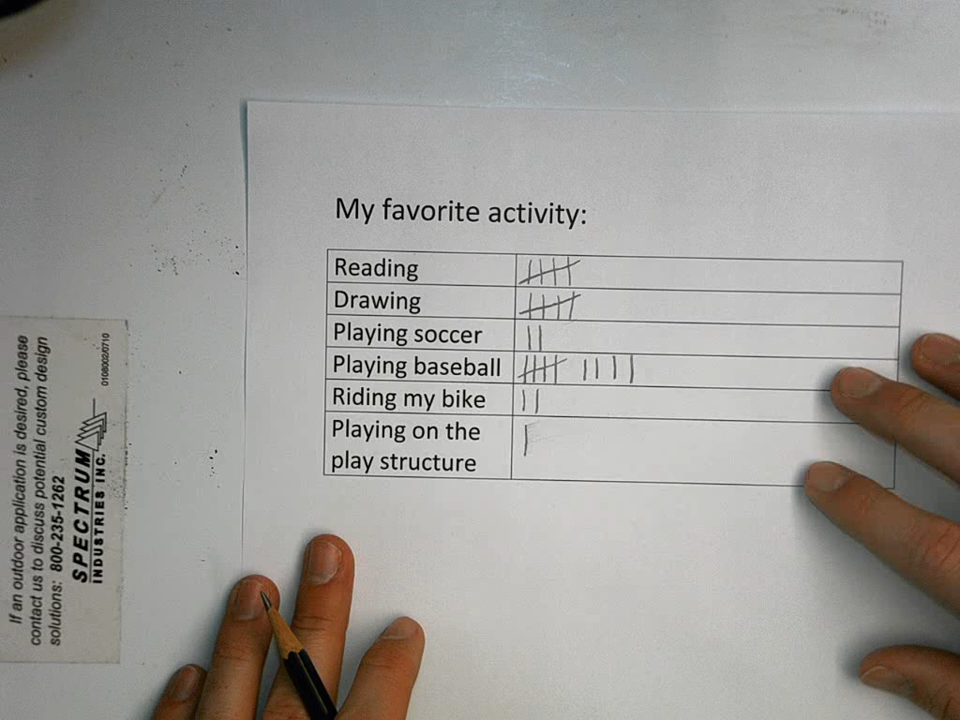 My favorite activity:
Reading
Drawing
Playing soccer
Playing baseball
Riding my bike
Playing on the
play structure
If an outdoor application is desired, please
contact us to discuss potential custom design
solutions: 800-235-1262
SPECTRUM
INDUSTRIES INC.
0108002/0710